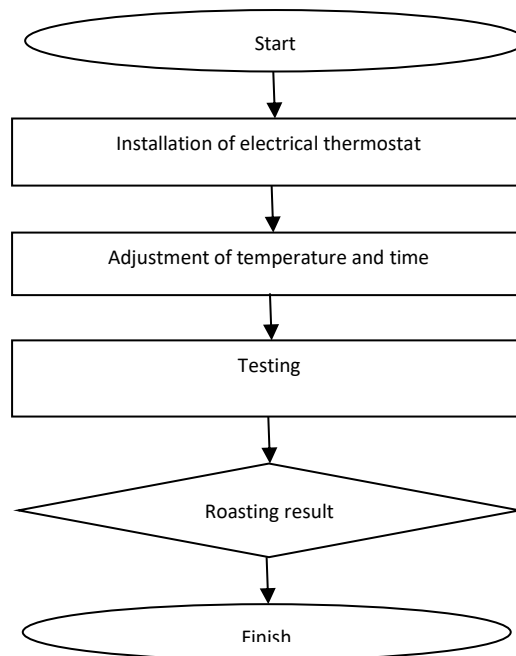 Start
Installation of electrical thermostat
Adjustment of temperature and time
Testing
Roasting result
Finish